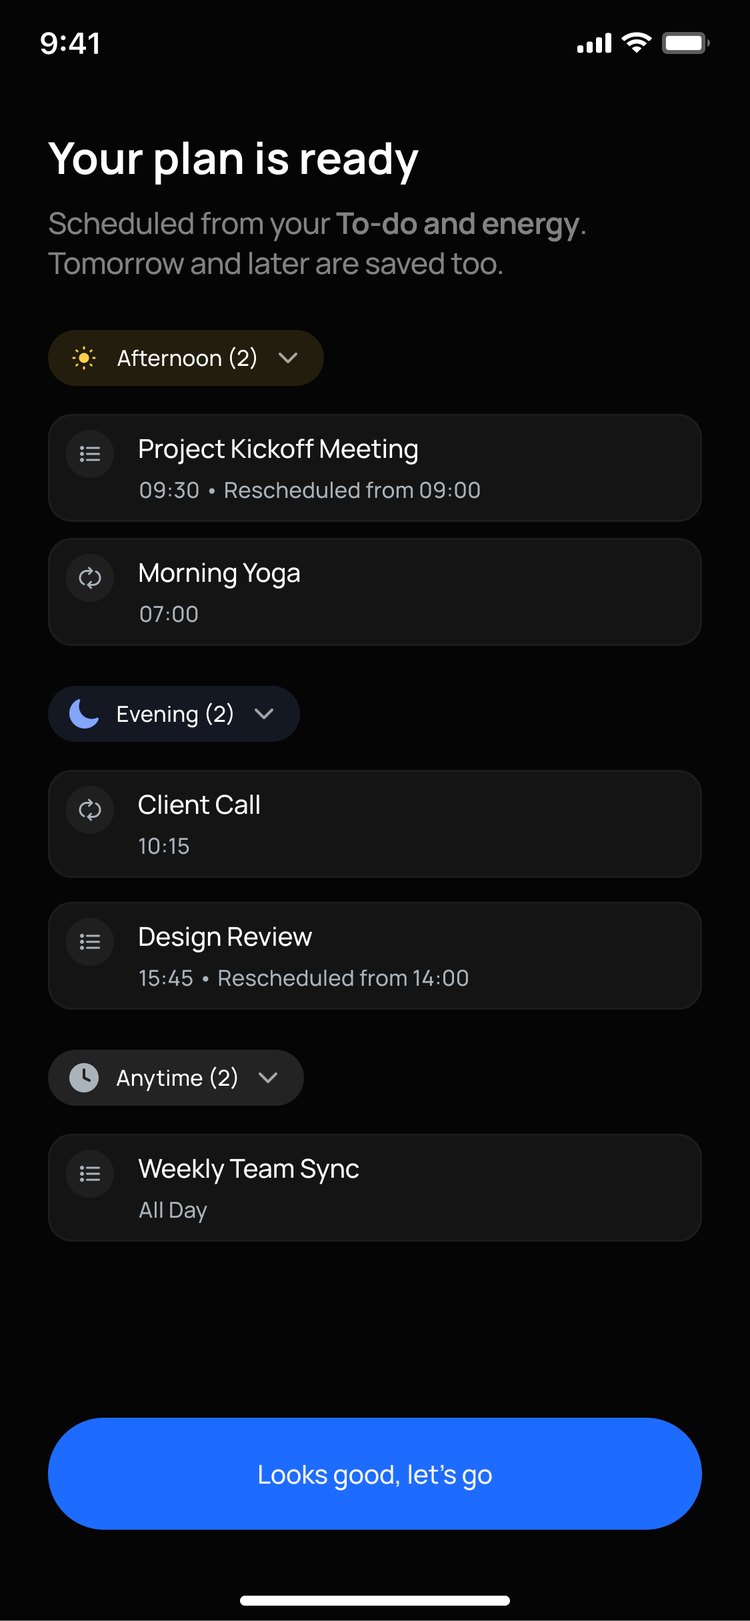 9:41
Your plan is ready
Scheduled from your To-do and energy.
Tomorrow and later are saved too.
Afternoon (2)
Project Kickoff Meeting
09:30 • Rescheduled from 09:00
Morning Yoga
07:00
Evening (2)
Client Call
10:15
Design Review
15:45 • Rescheduled from 14:00
Anytime (2)
Weekly Team Sync
All Day
Looks good, let’s go